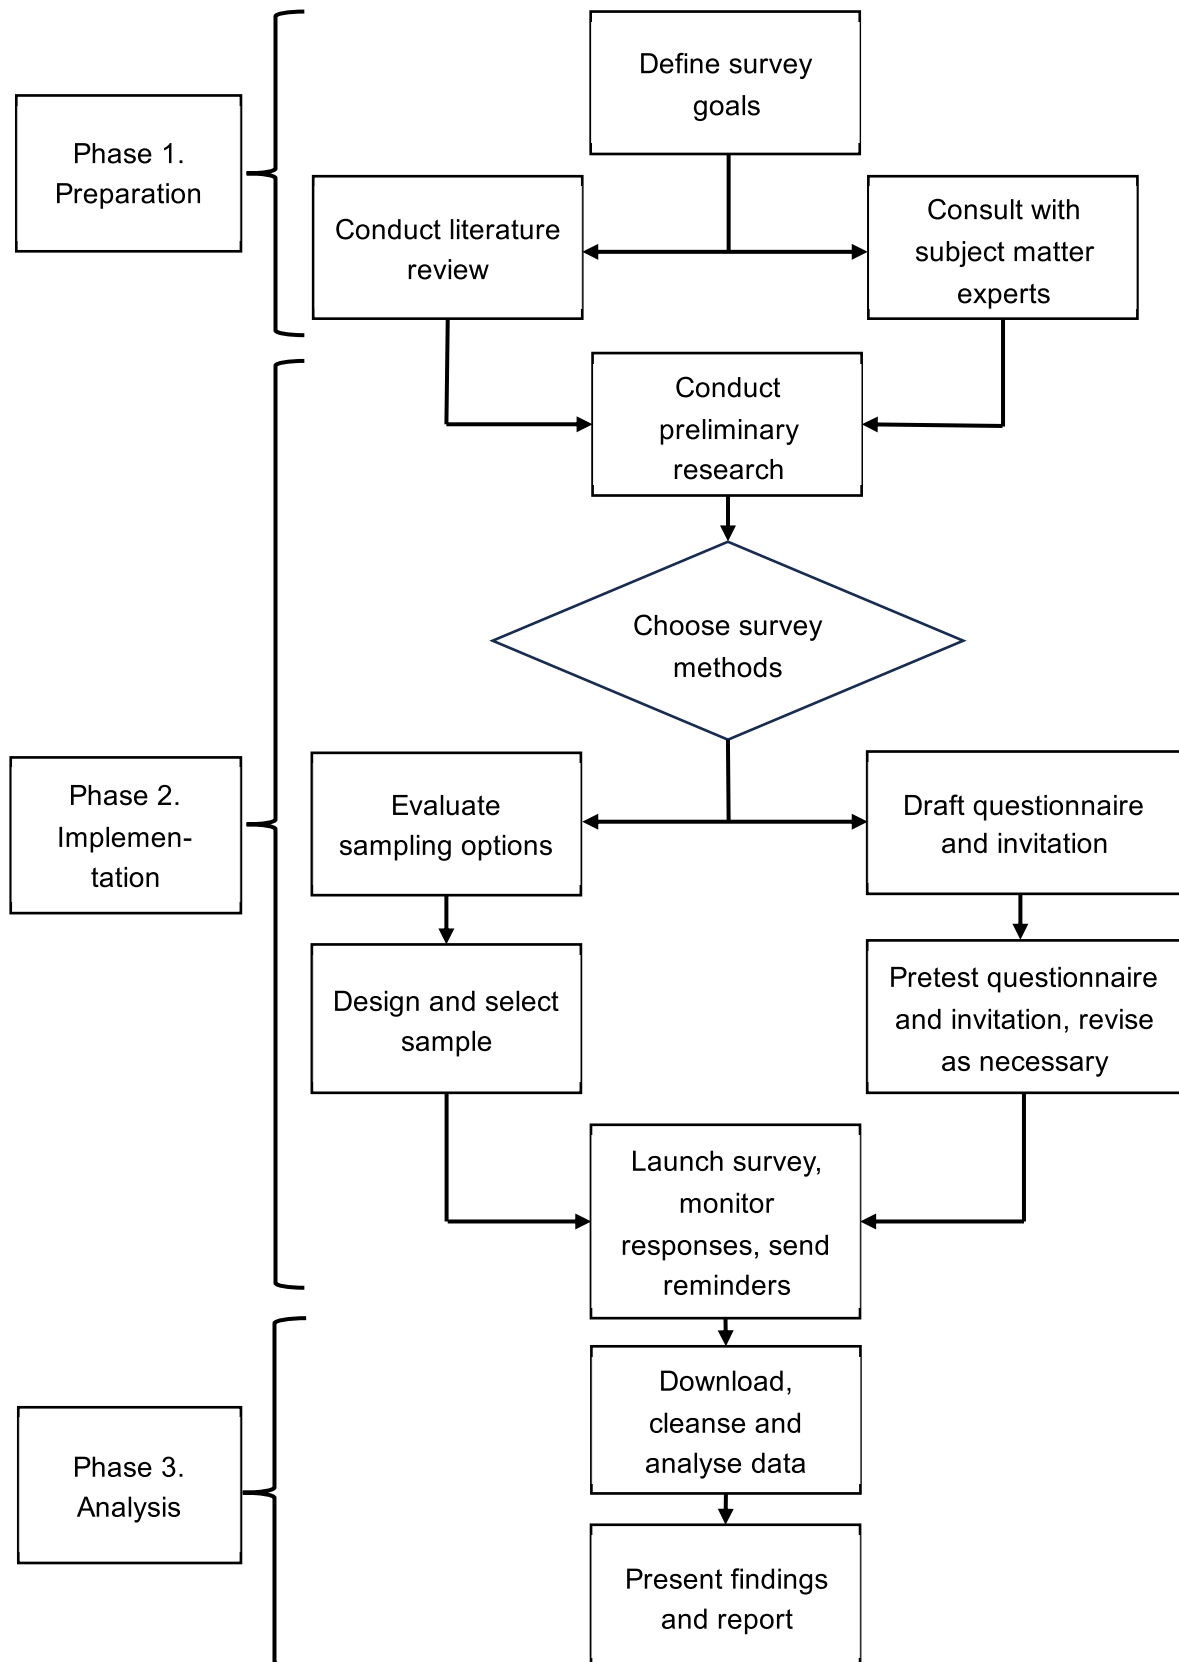 Define survey
goals
Phase 1.
Preparation
Conduct literature
review
Consult with
subject matter
experts
Conduct
preliminary
research
Choose survey
methods
Phase 2.
Implemen-
tation
Evaluate
sampling options
Draft questionnaire
and invitation
Design and select
sample
Pretest questionnaire
and invitation, revise
as necessary
Launch survey,
monitor
responses, send
reminders
Phase 3.
Analysis
Download,
cleanse and
analyse data
Present findings
and report